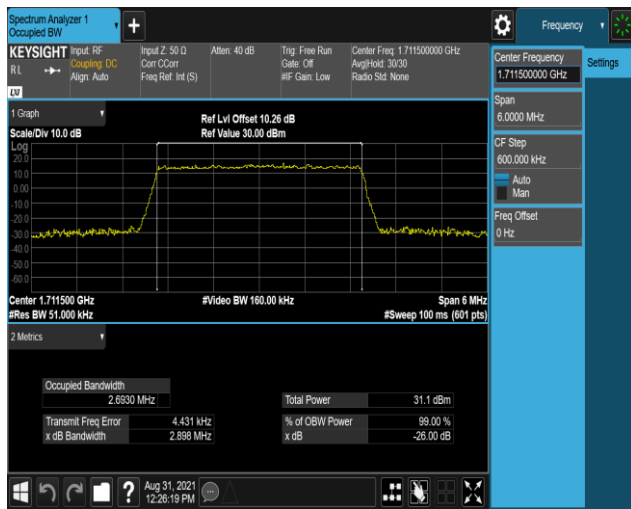 Spectrum Analyzer 1
Occupied BW
+
Frequency
KEYSIGHT
RL
LXI
Input: RF
Coupling: DC
Align: Auto
Input Z: 50 Ω
Corr CCorr
Freq Ref: Int (S)
Atten: 40 dB
Trig: Free Run
Gate: Off
#IF Gain: Low
Center Freq: 1.711500000 GHz
Avg|Hold: 30/30
Radio Std: None
Center Frequency
1.711500000 GHz
Settings
Span
6.0000 MHz
CF Step
600.000 kHz
Auto
Man
Freq Offset
0 Hz
1 Graph
Scale/Div 10.0 dB
Ref Lvl Offset 10.26 dB
Ref Value 30.00 dBm
Log
20.0
10.0
0.00
-10.0
-20.0
-30.0
-40.0
-50.0
-60.0
Center 1.711500 GHz
#Video BW 160.00 kHz
Span 6 MHz
#Res BW 51.000 kHz
#Sweep 100 ms (601 pts)
2 Metrics
Occupied Bandwidth
2.6930 MHz
Total Power 31.1 dBm
Transmit Freq Error 4.431 kHz
% of OBW Power 99.00 %
x dB Bandwidth 2.898 MHz
x dB -26.00 dB
?
Aug 31, 2021
12:26:19 PM